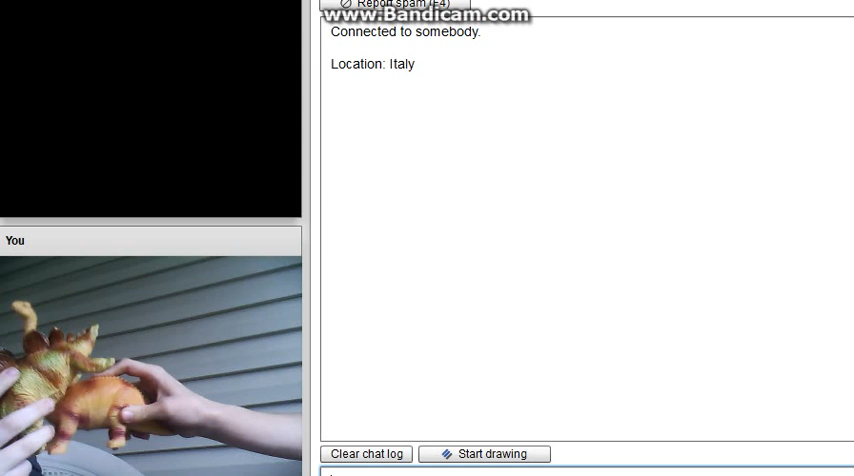 Report spam (F4)
www.Bandicam.com
Connected to somebody.
Location: Italy
You
Clear chat log
Start drawing